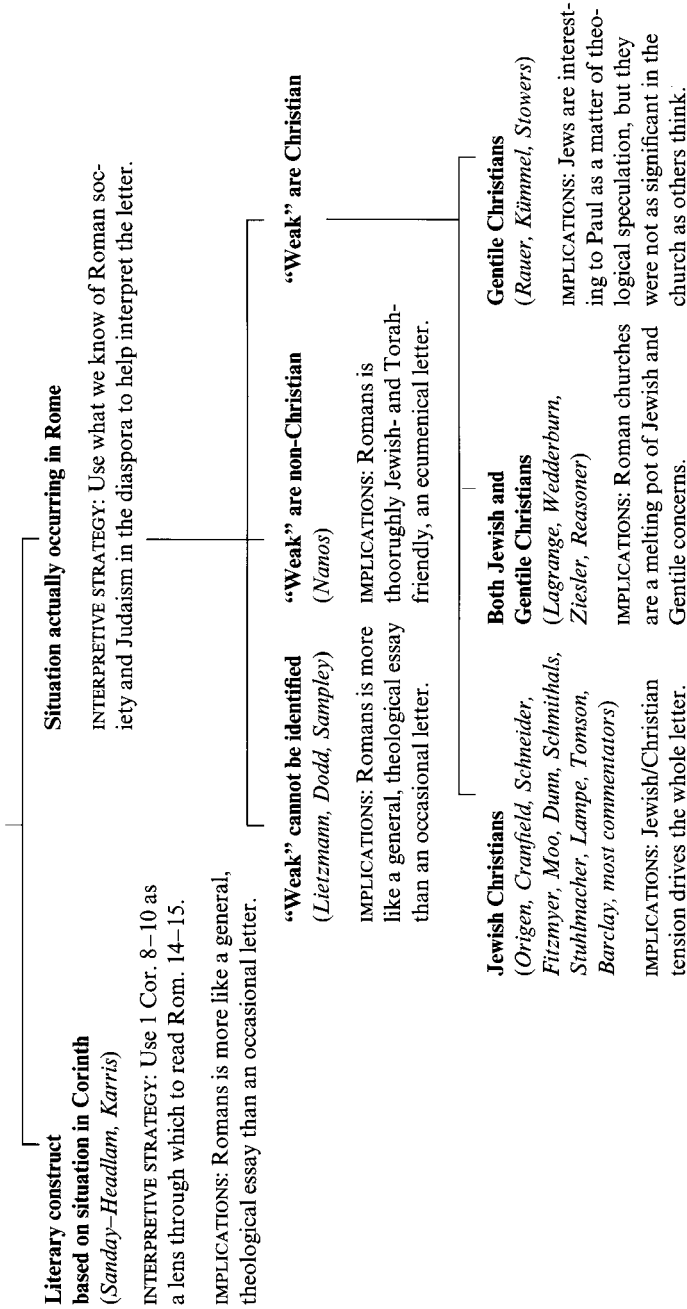 Literary construct
based on situation in Corinth
(Sanday–Headlam, Karris)
INTERPRETIVE STRATEGY: Use 1 Cor. 8–10 as
a lens through which to read Rom. 14–15.
IMPLICATIONS: Romans is more like a general,
theological essay than an occasional letter.
Situation actually occurring in Rome
INTERPRETIVE STRATEGY: Use what we know of Roman soc-
iety and Judaism in the diaspora to help interpret the letter.
“Weak” cannot be identified
(Lietzmann, Dodd, Sampley)
IMPLICATIONS: Romans is more
like a general, theological essay
than an occasional letter.
“Weak” are non-Christian
(Nanos)
IMPLICATIONS: Romans is
thoroughly Jewish- and Torah-
friendly, an ecumenical letter.
“Weak” are Christian
Jewish Christians
(Origen, Cranfield, Schneider,
Fitzmyer, Moo, Dunn, Schmithals,
Stuhlmacher, Lampe, Tomson,
Barclay, most commentators)
IMPLICATIONS: Jewish/Christian
tension drives the whole letter.
Both Jewish and
Gentile Christians
(Lagrange, Wedderburn,
Ziesler, Reasoner)
IMPLICATIONS: Roman churches
are a melting pot of Jewish and
Gentile concerns.
Gentile Christians
(Rauer, Kümmel, Stowers)
IMPLICATIONS: Jews are interest-
ing to Paul as a matter of theo-
logical speculation, but they
were not as significant in the
church as others think.